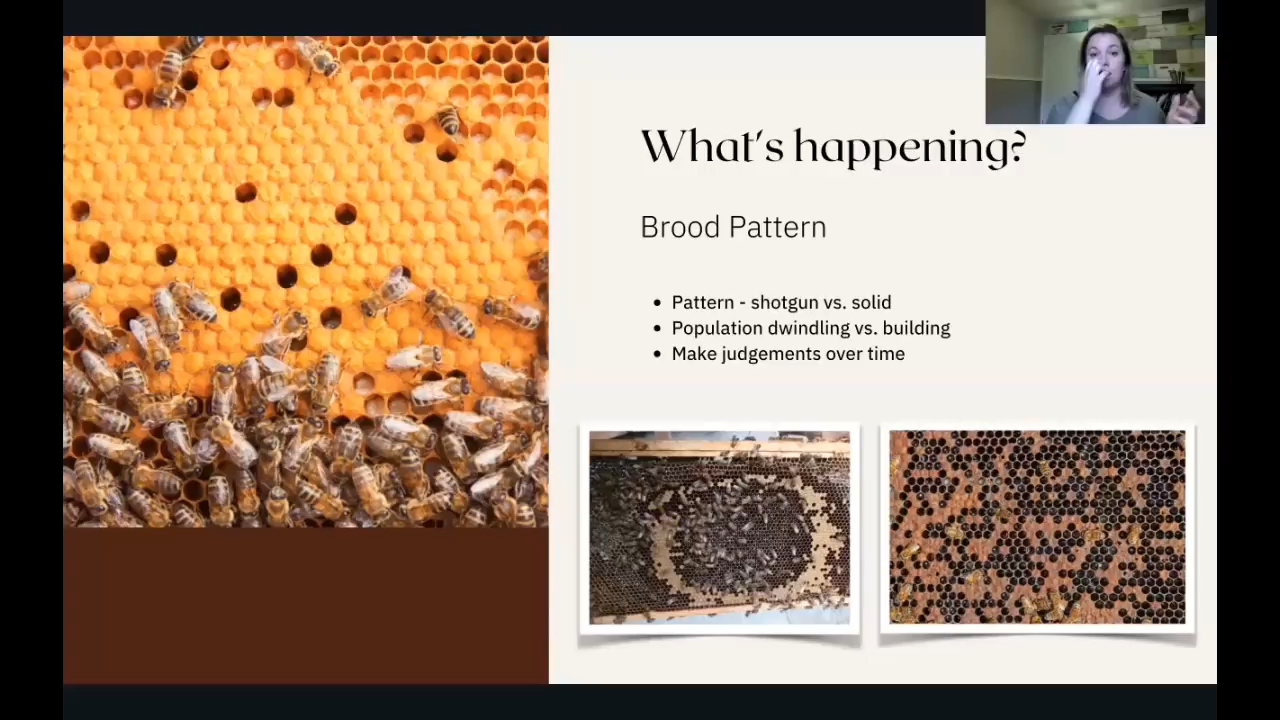 What's happening?
Brood Pattern
Pattern - shotgun vs. solid
Population dwindling vs. building
Make judgements over time